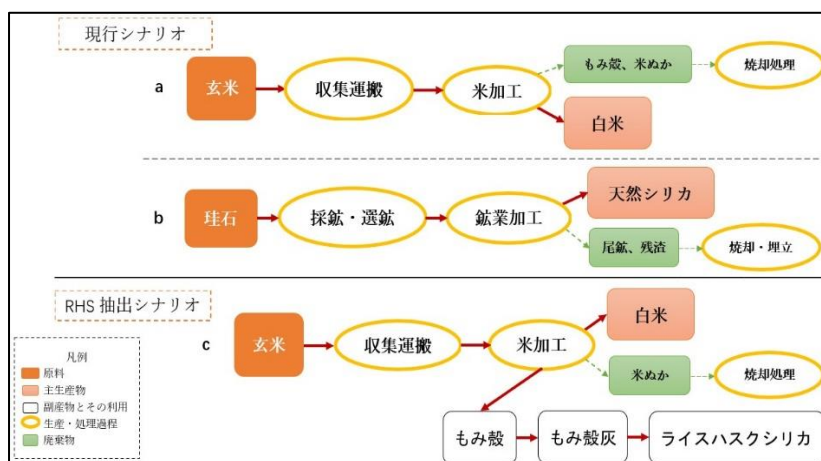 現行シナリオ
a
玄米
収集運搬
米加工
もみ殻、米ぬか
焼却処理
白米
b
珪石
採鉱・選鉱
鉱業加工
天然シリカ
尾鉱、残渣
焼却・埋立
RHS 抽出シナリオ
c
玄米
収集運搬
米加工
白米
米ぬか
焼却処理
もみ殻
もみ殻灰
ライスハスクシリカ
凡例
原料
主生産物
副産物とその利用
生産・処理過程
廃棄物